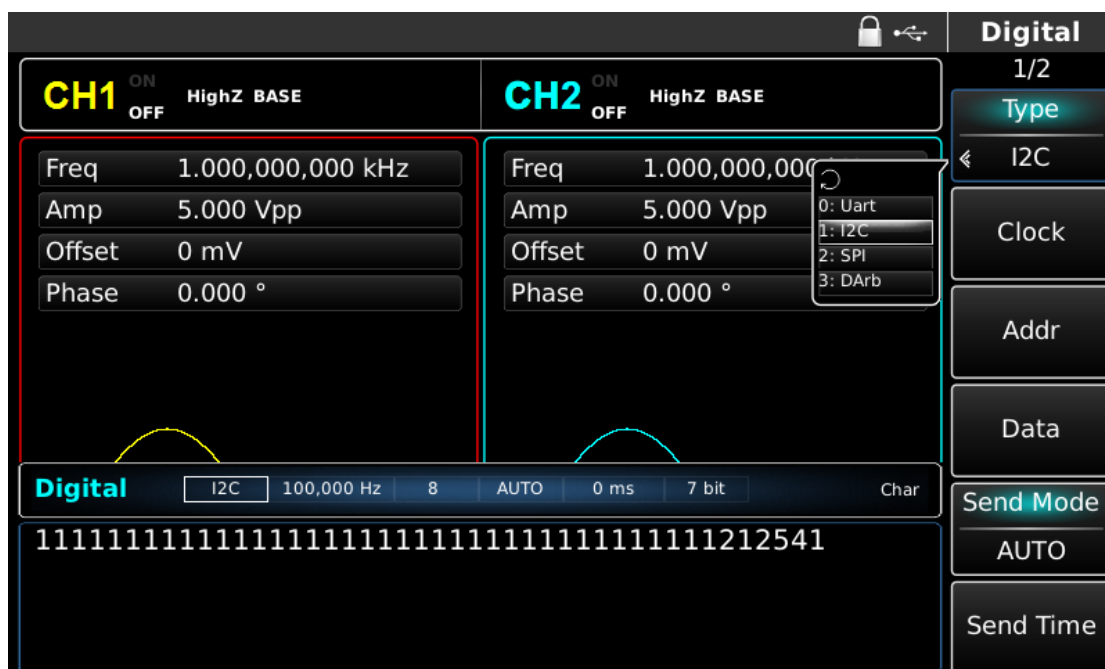 Digital
1/2
CH1 ON OFF HighZ BASE
CH2 ON OFF HighZ BASE
Type
I2C
Freq 1.000,000,000 kHz
Amp 5.000 Vpp
Offset 0 mV
Phase 0.000 °
Freq 1.000,000,000
Amp 5.000 Vpp
Offset 0 mV
Phase 0.000 °
0: Uart
1: I2C
2: SPI
3: DArb
Clock
Addr
Data
Digital I2C 100,000 Hz 8 AUTO 0 ms 7 bit Char
Send Mode
AUTO
Send Time